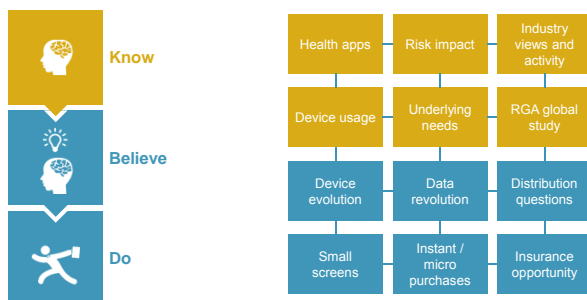 Know
Believe
Do
Health apps
Risk impact
Industry
views and
activity
Device usage
Underlying
needs
RGA global
study
Device
evolution
Data
revolution
Distribution
questions
Small
screens
Instant /
micro
purchases
Insurance
opportunity